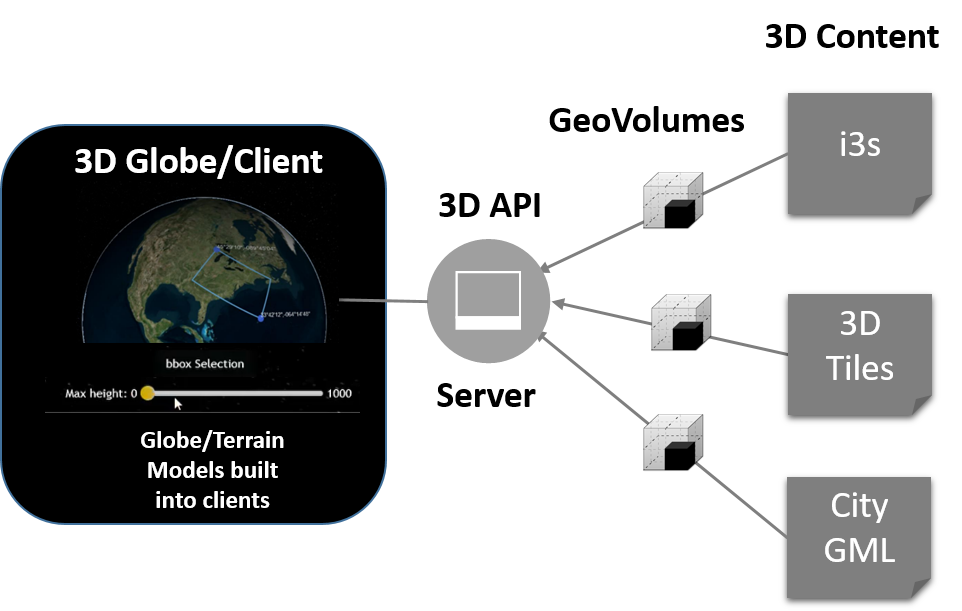 3D Content
GeoVolumes
i3s
3D Globe/Client
3D API
3D
Tiles
bbox Selection
Max height: 0
1000
Server
Globe/Terrain
Models built
into clients
City
GML